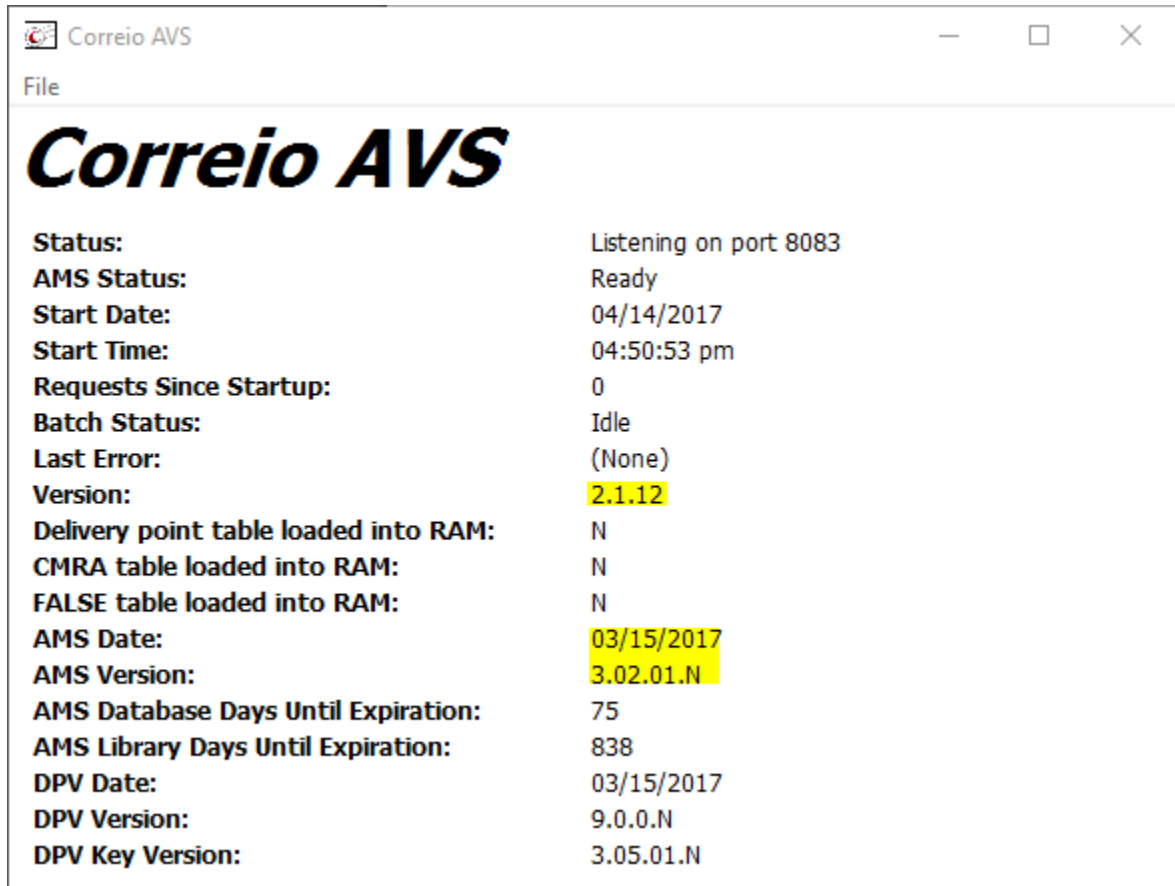 Correio AVS
File
Correio AVS
Status: Listening on port 8083
AMS Status: Ready
Start Date: 04/14/2017
Start Time: 04:50:53 pm
Requests Since Startup: 0
Batch Status: Idle
Last Error: (None)
Version: 2.1.12
Delivery point table loaded into RAM: N
CMRA table loaded into RAM: N
FALSE table loaded into RAM: N
AMS Date: 03/15/2017
AMS Version: 3.02.01.N
AMS Database Days Until Expiration: 75
AMS Library Days Until Expiration: 838
DPV Date: 03/15/2017
DPV Version: 9.0.0.N
DPV Key Version: 3.05.01.N